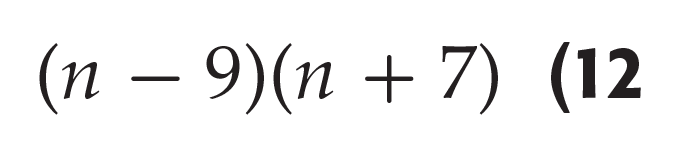 (n − 9)(n + 7) (12